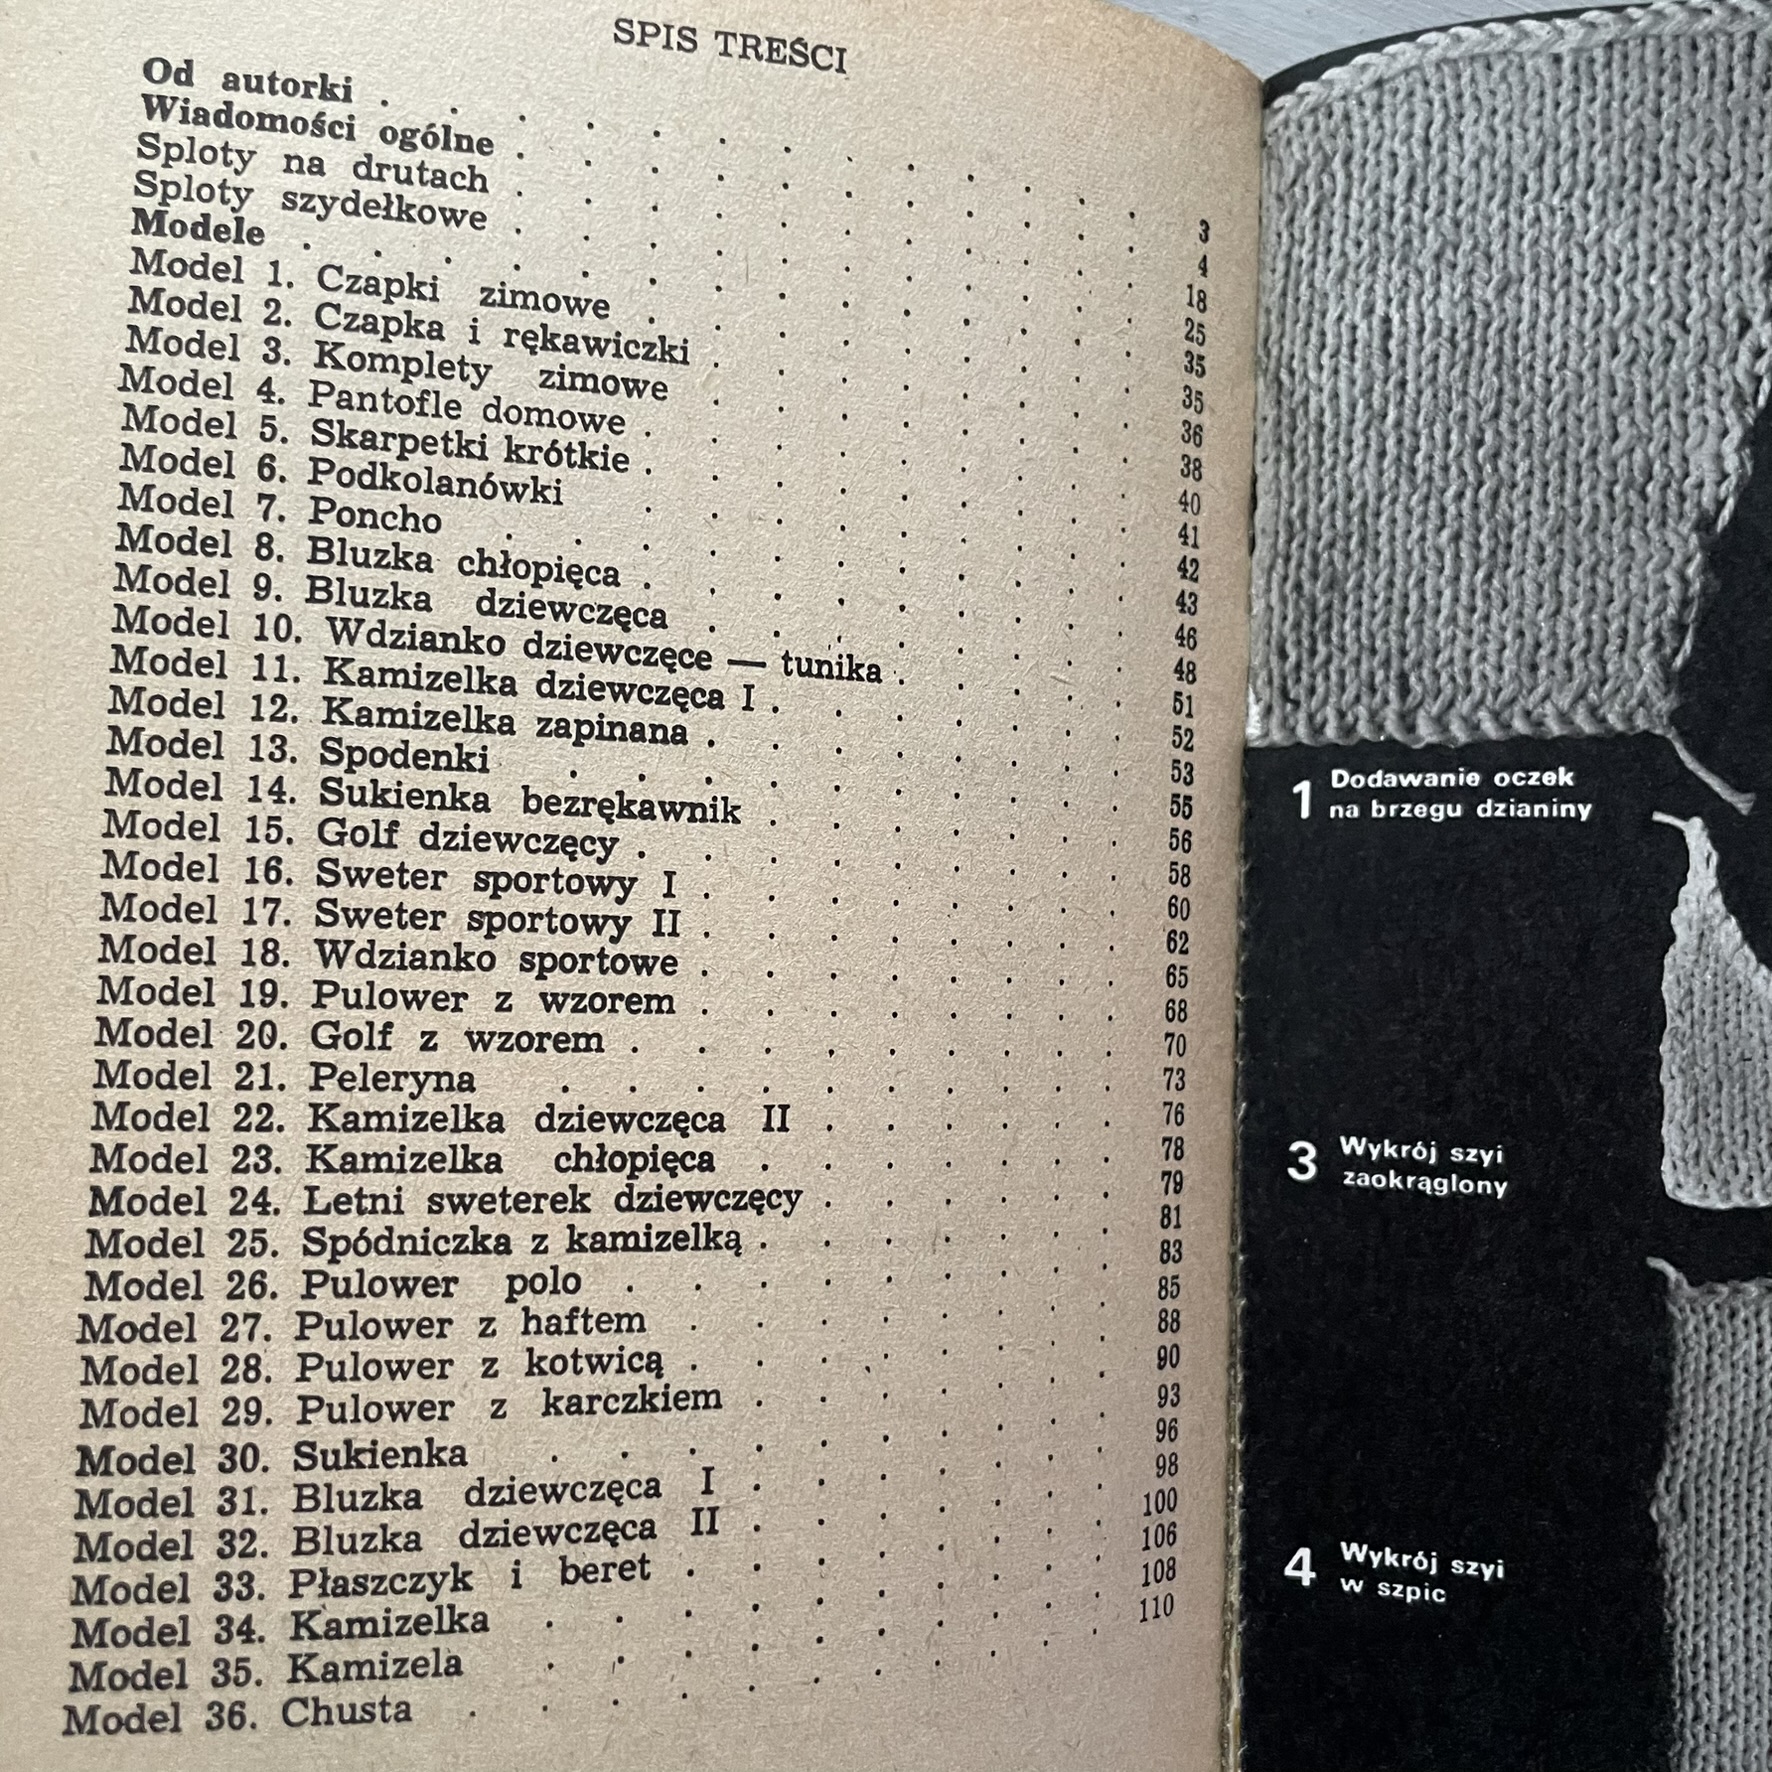 SPIS TREŚCI
Od autorki . . . . . . . . . . . . 3
Wiadomości ogólne . . . . . . . . . . 4
Sploty na drutach . . . . . . . . . . 18
Sploty szydełkowe . . . . . . . . . . 25
Modele . . . . . . . . . . . . . 35
Model 1. Czapki zimowe . . . . . . . . 35
Model 2. Czapka i rękawiczki . . . . . . . 36
Model 3. Komplety zimowe . . . . . . . 38
Model 4. Pantofle domowe . . . . . . . . 40
Model 5. Skarpetki krótkie . . . . . . . . 41
Model 6. Podkolanówki . . . . . . . . 42
Model 7. Poncho . . . . . . . . . . 43
Model 8. Bluzka chłopięca . . . . . . . . 46
Model 9. Bluzka dziewczęca . . . . . . . 48
Model 10. Wdzianko dziewczęce — tunika . . . . 51
Model 11. Kamizelka dziewczęca I . . . . . . 52
Model 12. Kamizelka zapinana . . . . . . . 53
Model 13. Spodenki . . . . . . . . . 55
Model 14. Sukienka bezrękawnik . . . . . . 56
Model 15. Golf dziewczęcy . . . . . . . . 58
Model 16. Sweter sportowy I . . . . . . . 60
Model 17. Sweter sportowy II . . . . . . . 62
Model 18. Wdzianko sportowe . . . . . . . 65
Model 19. Pulower z wzorem . . . . . . . 68
Model 20. Golf z wzorem . . . . . . . . 70
Model 21. Peleryna . . . . . . . . . 73
Model 22. Kamizelka dziewczęca II . . . . . 76
Model 23. Kamizelka chłopięca . . . . . . 78
Model 24. Letni sweterek dziewczęcy . . . . . 79
Model 25. Spódniczka z kamizelką . . . . . . 81
Model 26. Pulower polo . . . . . . . . 83
Model 27. Pulower z haftem . . . . . . . 85
Model 28. Pulower z kotwicą . . . . . . . 88
Model 29. Pulower z karczkiem . . . . . . 90
Model 30. Sukienka . . . . . . . . . 93
Model 31. Bluzka dziewczęca I . . . . . . 96
Model 32. Bluzka dziewczęca II . . . . . . 98
Model 33. Płaszczyk i beret . . . . . . . 100
Model 34. Kamizelka . . . . . . . . . 106
Model 35. Kamizela . . . . . . . . . 108
Model 36. Chusta . . . . . . . . . . 110
1 Dodawanie oczek
na brzegu dzianiny
3 Wykrój szyi
zaokrąglony
4 Wykrój szyi
w szpic